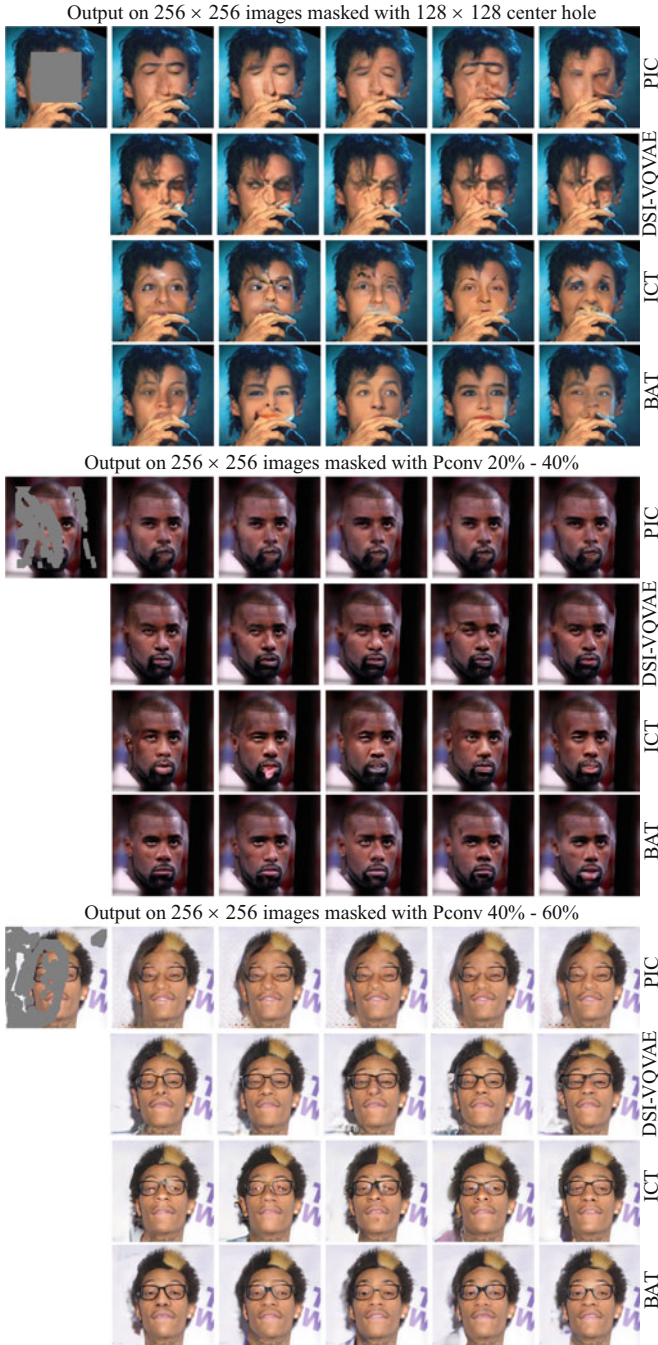 Output on 256 × 256 images masked with 128 × 128 center hole
PIC
DSI-VQVAE
ICT
BAT
Output on 256 × 256 images masked with Pconv 20% - 40%
PIC
DSI-VQVAE
ICT
BAT
Output on 256 × 256 images masked with Pconv 40% - 60%
PIC
DSI-VQVAE
ICT
BAT